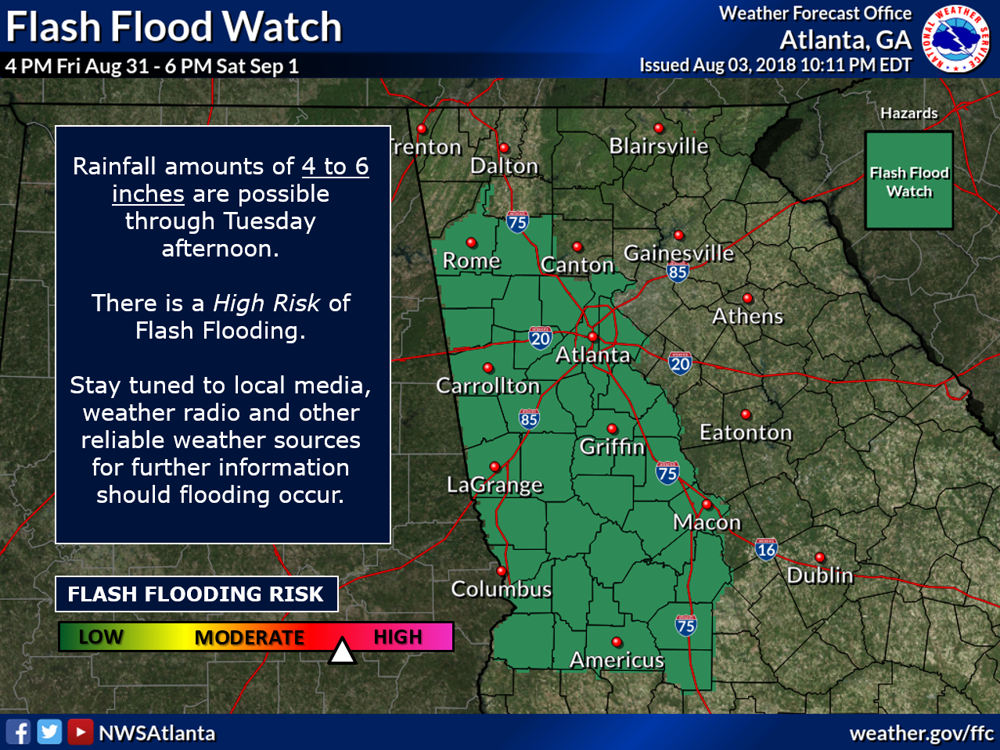 Flash Flood Watch
4 PM Fri Aug 31 - 6 PM Sat Sep 1
Weather Forecast Office
Atlanta, GA
Issued Aug 03, 2018 10:11 PM EDT
NATIONAL WEATHER SERVICE
Hazards
Flash Flood
Watch
Rainfall amounts of 4 to 6
inches are possible
through Tuesday
afternoon.
There is a High Risk of
Flash Flooding.
Stay tuned to local media,
weather radio and other
reliable weather sources
for further information
should flooding occur.
Trenton
Dalton
Blairsville
75
Rome
Canton
Gainesville
85
Athens
20
Atlanta
20
Carrollton
85
Griffin
Eatonton
LaGrange
75
Macon
16
Columbus
Dublin
75
Americus
FLASH FLOODING RISK
LOW MODERATE HIGH
NWSAtlanta
weather.gov/ffc